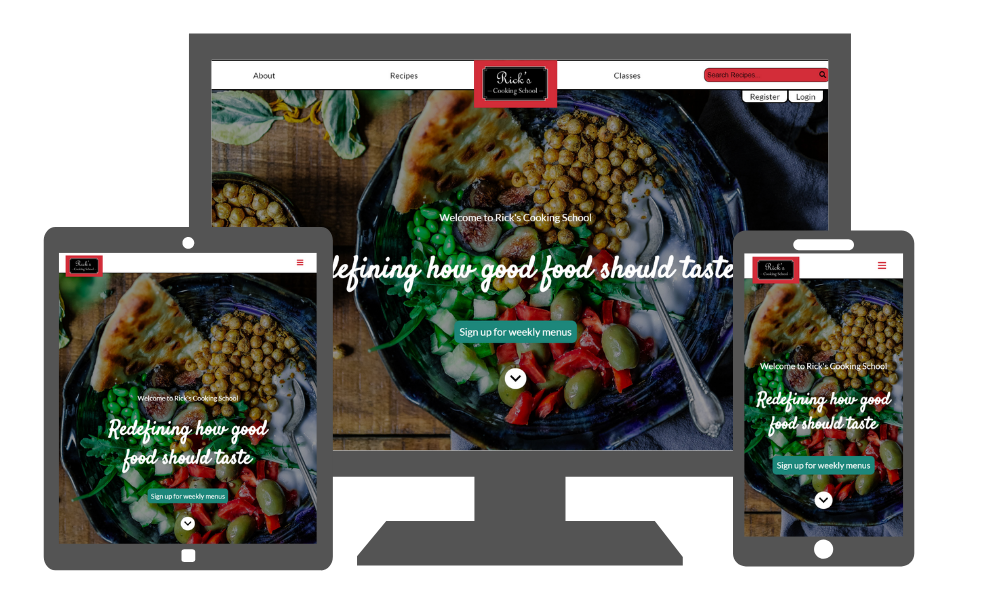 About
Recipes
Rick's
Cooking School
Classes
Search Recipes...
Register
Login
Welcome to Rick's Cooking School
defining how good food should taste
Sign up for weekly menus
Rick's
Cooking School
Welcome to Rick's Cooking School
Redefining how good
food should taste
Sign up for weekly menus
Rick's
Cooking School
Welcome to Rick's Cooking School
Redefining how good
food should taste
Sign up for weekly menus